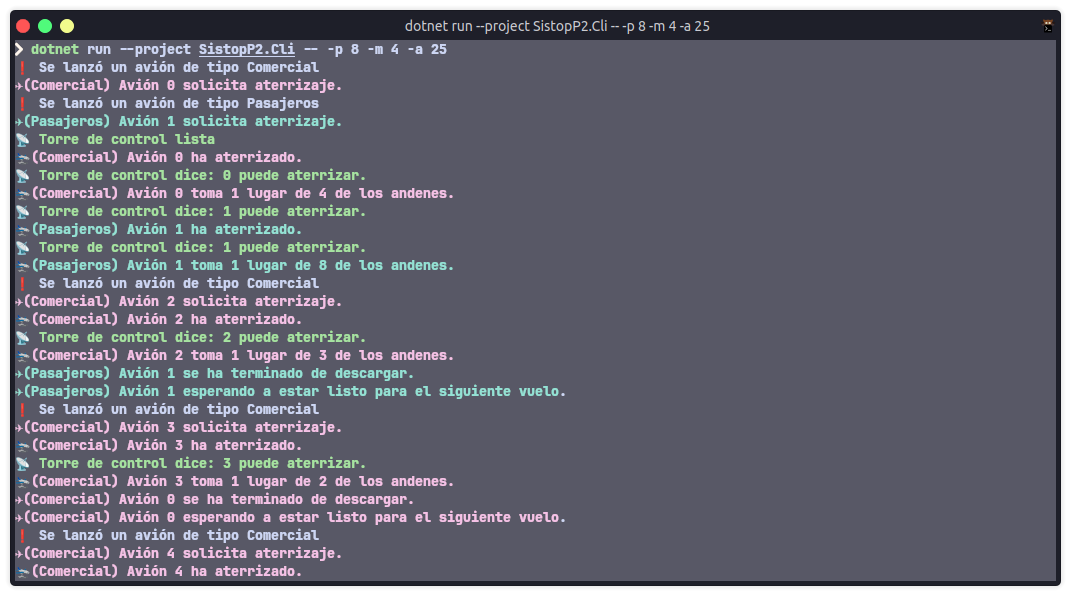 dotnet run --project SistopP2.Cli -- -p 8 -m 4 -a 25
❯ dotnet run --project SistopP2.Cli -- -p 8 -m 4 -a 25
❗ Se lanzó un avión de tipo Comercial
✈(Comercial) Avión 0 solicita aterrizaje.
❗ Se lanzó un avión de tipo Pasajeros
✈(Pasajeros) Avión 1 solicita aterrizaje.
📡 Torre de control lista
🛬(Comercial) Avión 0 ha aterrizado.
📡 Torre de control dice: 0 puede aterrizar.
🛬(Comercial) Avión 0 toma 1 lugar de 4 de los andenes.
📡 Torre de control dice: 1 puede aterrizar.
🛬(Pasajeros) Avión 1 ha aterrizado.
📡 Torre de control dice: 1 puede aterrizar.
🛬(Pasajeros) Avión 1 toma 1 lugar de 8 de los andenes.
❗ Se lanzó un avión de tipo Comercial
✈(Comercial) Avión 2 solicita aterrizaje.
🛬(Comercial) Avión 2 ha aterrizado.
📡 Torre de control dice: 2 puede aterrizar.
🛬(Comercial) Avión 2 toma 1 lugar de 3 de los andenes.
✈(Pasajeros) Avión 1 se ha terminado de descargar.
✈(Pasajeros) Avión 1 esperando a estar listo para el siguiente vuelo.
❗ Se lanzó un avión de tipo Comercial
✈(Comercial) Avión 3 solicita aterrizaje.
🛬(Comercial) Avión 3 ha aterrizado.
📡 Torre de control dice: 3 puede aterrizar.
🛬(Comercial) Avión 3 toma 1 lugar de 2 de los andenes.
✈(Comercial) Avión 0 se ha terminado de descargar.
✈(Comercial) Avión 0 esperando a estar listo para el siguiente vuelo.
❗ Se lanzó un avión de tipo Comercial
✈(Comercial) Avión 4 solicita aterrizaje.
🛬(Comercial) Avión 4 ha aterrizado.